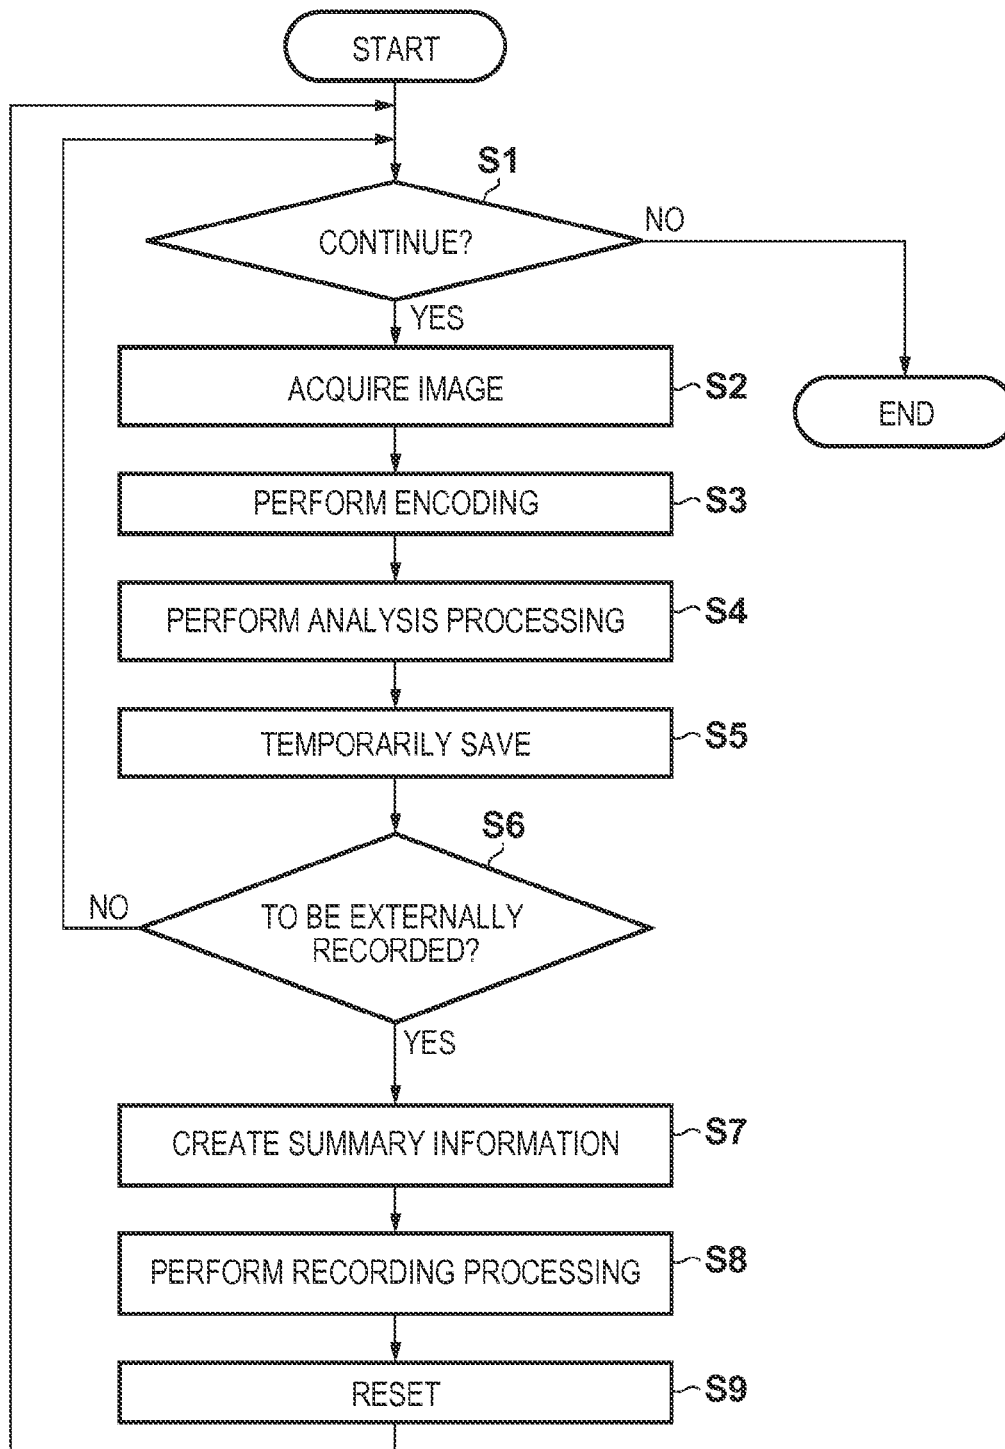 START
S1
CONTINUE?
NO
YES
ACQUIRE IMAGE
S2
END
PERFORM ENCODING
S3
PERFORM ANALYSIS PROCESSING
S4
TEMPORARILY SAVE
S5
S6
NO
TO BE EXTERNALLY
RECORDED?
YES
CREATE SUMMARY INFORMATION
S7
PERFORM RECORDING PROCESSING
S8
RESET
S9